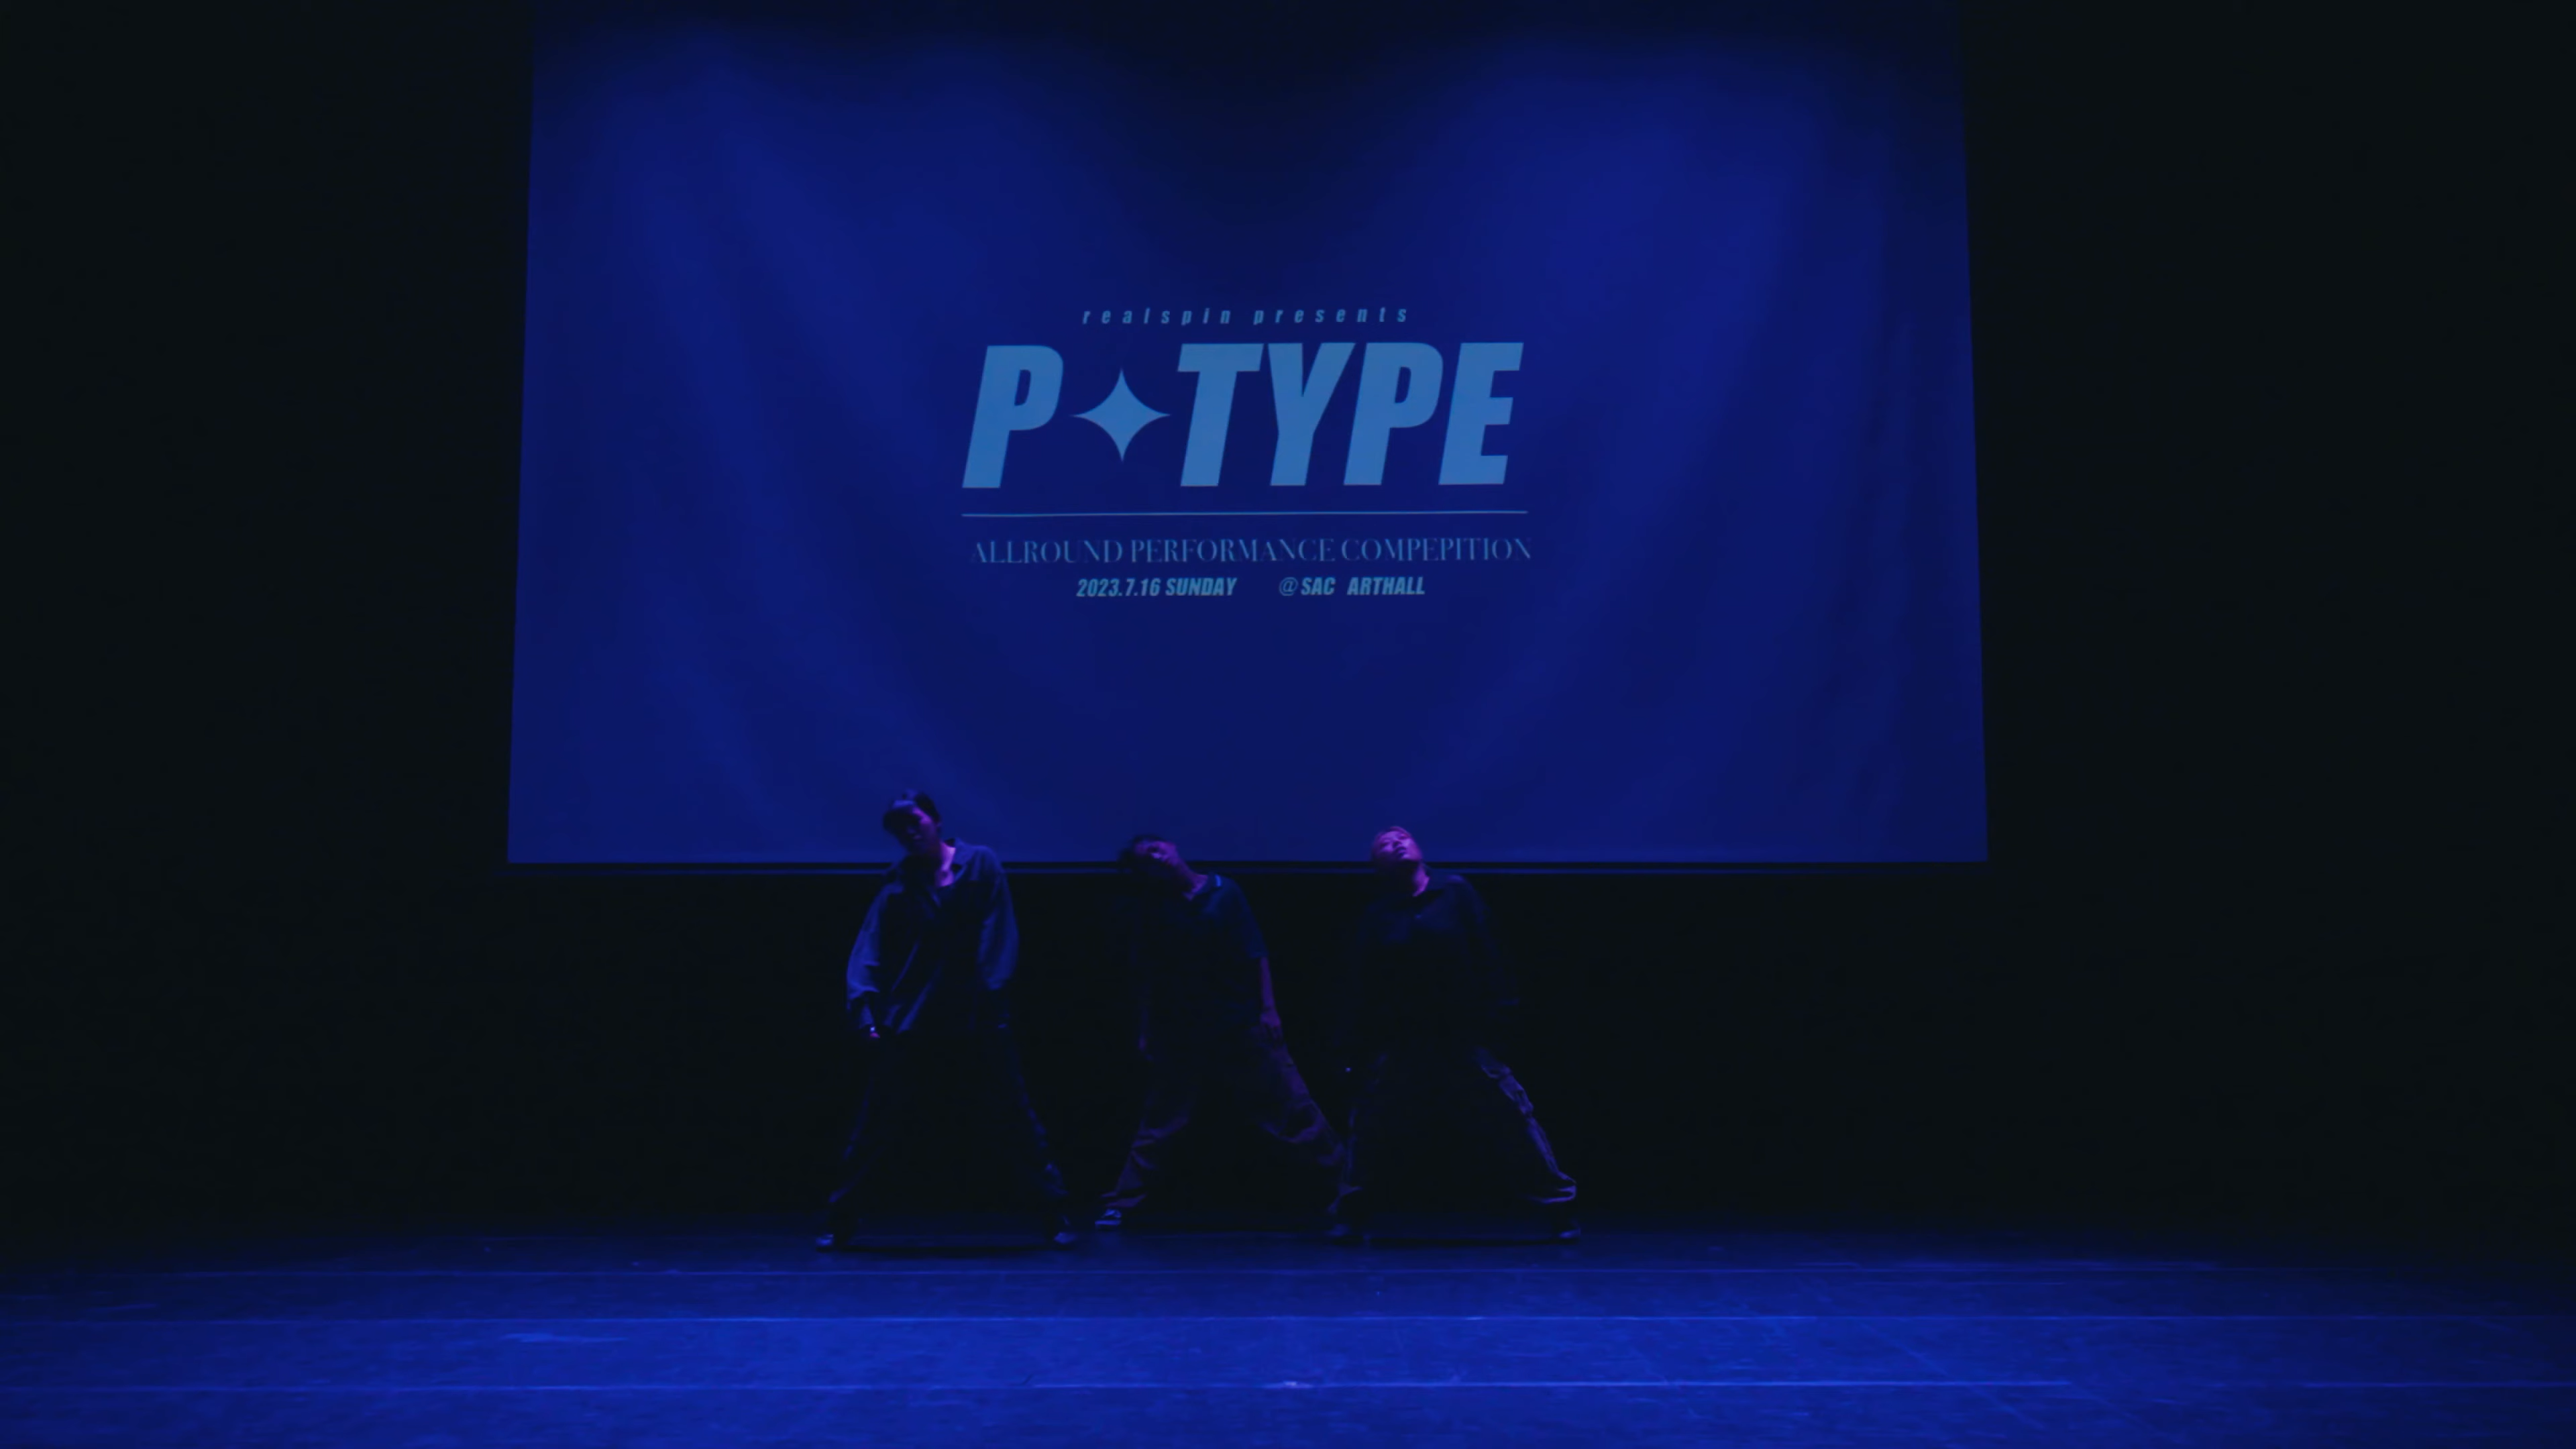 realspin presents
P✦TYPE
ALLROUND PERFORMANCE COMPEPITION
2023.7.16 SUNDAY @SAC ARTHALL